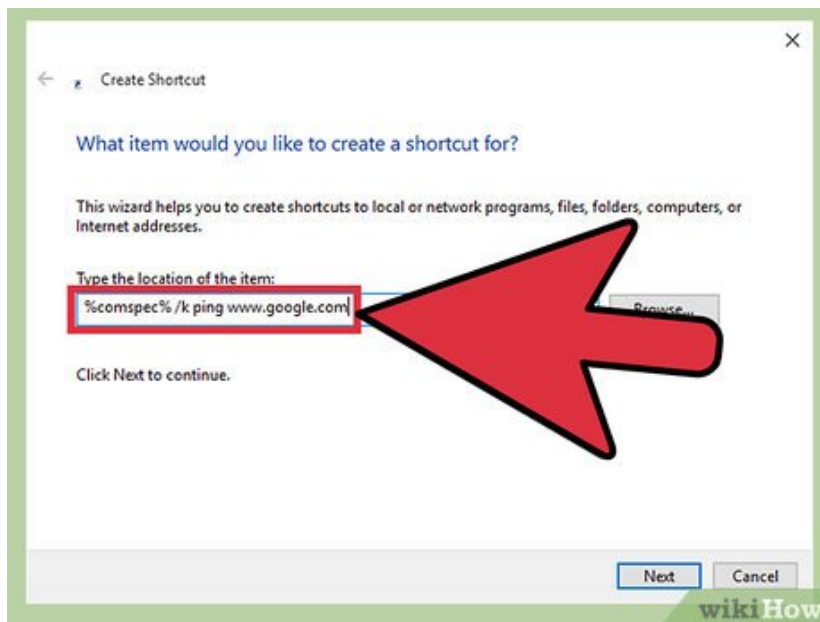 Create Shortcut
What item would you like to create a shortcut for?
This wizard helps you to create shortcuts to local or network programs, files, folders, computers, or
Internet addresses.
Type the location of the item:
%comspec% /k ping www.google.com
Browse...
Click Next to continue.
Next
Cancel
wikiHow